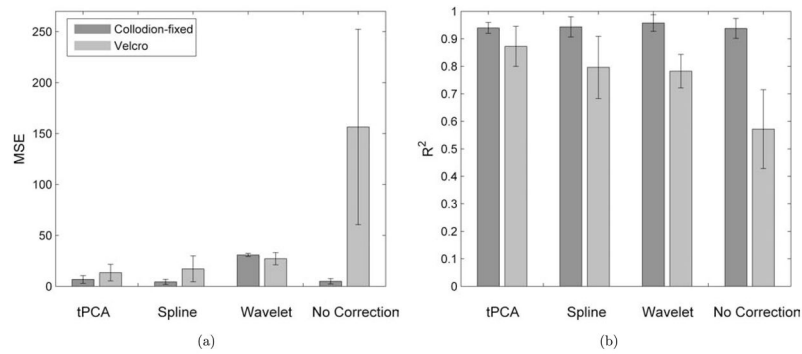 250
200
150
100
50
0
MSE
Collodion-fixed
Velcro
tPCA Spline Wavelet No Correction
(a)
1
0.9
0.8
0.7
0.6
0.5
0.4
0.3
0.2
0.1
0
R²
tPCA Spline Wavelet No Correction
(b)